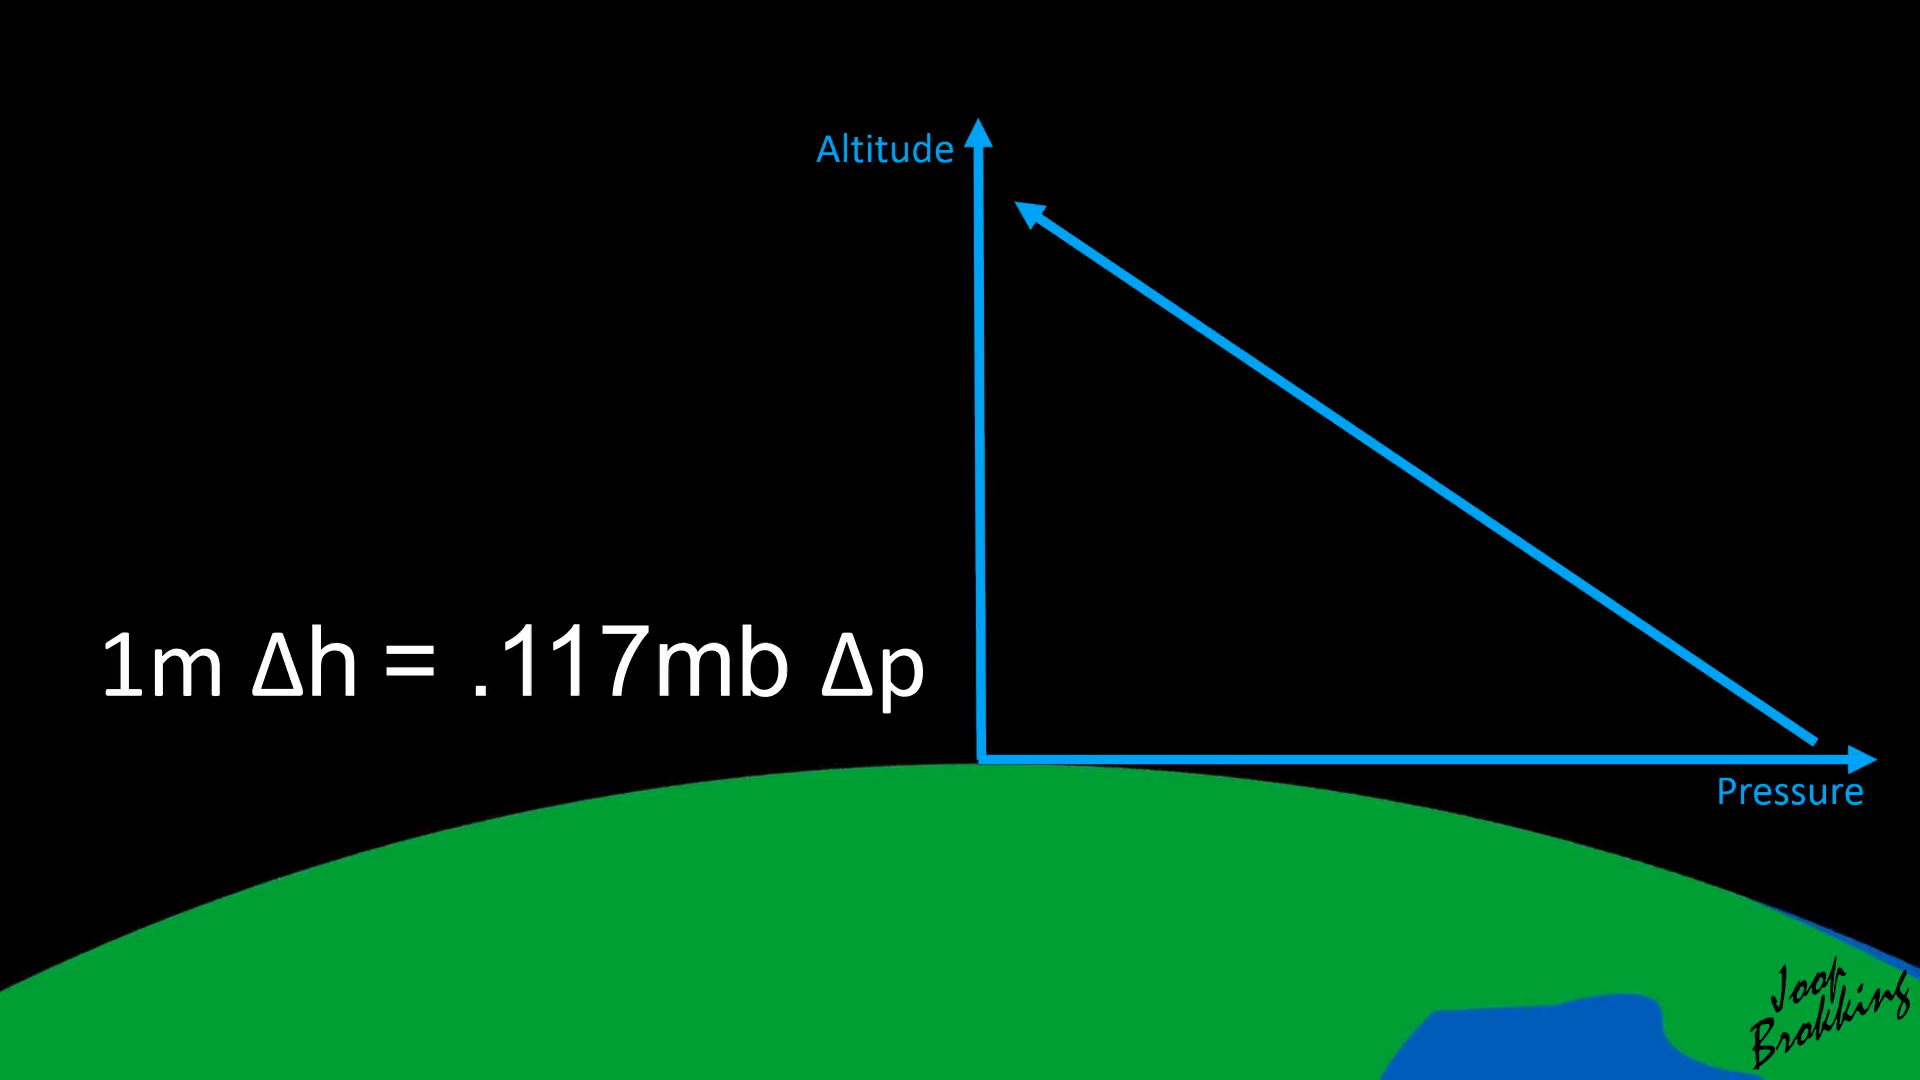 Altitude
1m Δh = .117mb Δp
Pressure
Joop
Brokking